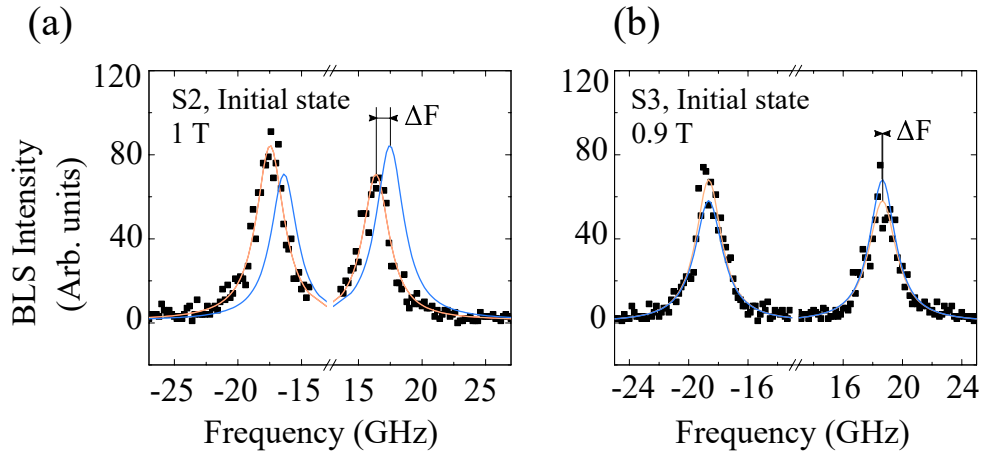 (a)
(b)
120
80
40
0
BLS Intensity
(Arb. units)
S2, Initial state
1 T
ΔF
-25
-20
-15
15
20
25
Frequency (GHz)
120
80
40
0
S3, Initial state
0.9 T
ΔF
-24
-20
-16
16
20
24
Frequency (GHz)